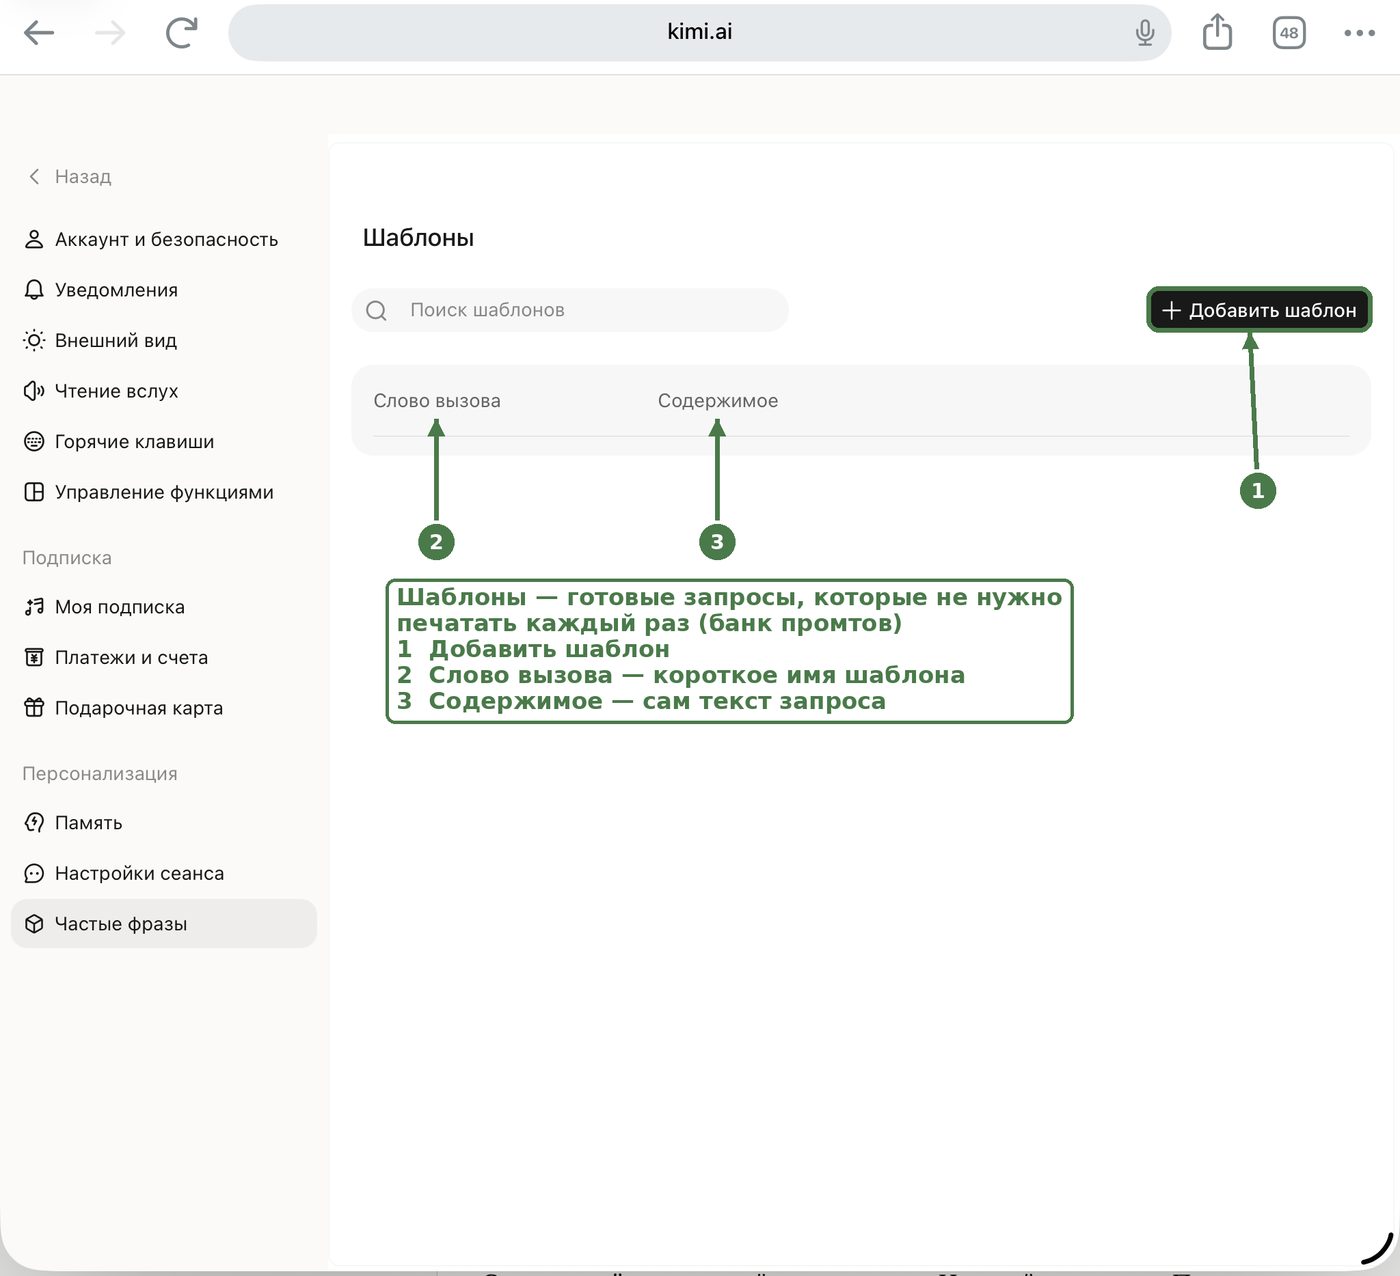 kimi.ai
48
Назад
Аккаунт и безопасность
Уведомления
Внешний вид
Чтение вслух
Горячие клавиши
Управление функциями
Подписка
Моя подписка
Платежи и счета
Подарочная карта
Персонализация
Память
Настройки сеанса
Частые фразы
Шаблоны
Поиск шаблонов
Добавить шаблон
Слово вызова
Содержимое
1
2
3
Шаблоны — готовые запросы, которые не нужно
печатать каждый раз (банк промтов)
1 Добавить шаблон
2 Слово вызова — короткое имя шаблона
3 Содержимое — сам текст запроса